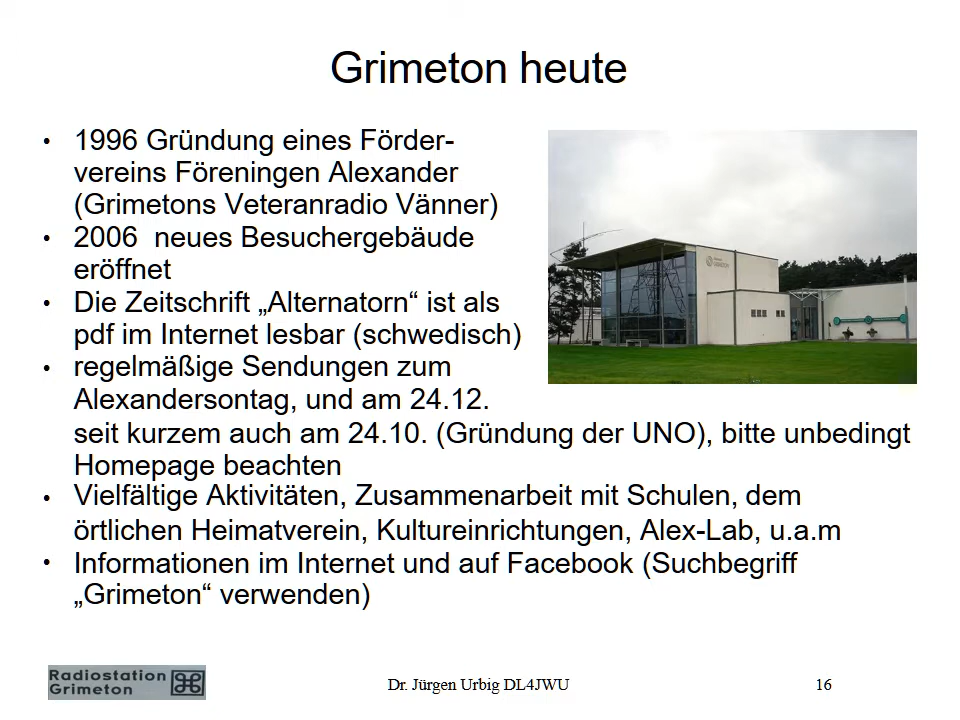 Grimeton heute
• 1996 Gründung eines Förder-
vereins Föreningen Alexander
(Grimetons Veteranradio Vänner)
• 2006  neues Besuchergebäude
eröffnet
• Die Zeitschrift „Alternatorn“ ist als
pdf im Internet lesbar (schwedisch)
• regelmäßige Sendungen zum
Alexandersontag, und am 24.12.
seit kurzem auch am 24.10. (Gründung der UNO), bitte unbedingt
Homepage beachten
• Vielfältige Aktivitäten, Zusammenarbeit mit Schulen, dem
örtlichen Heimatverein, Kultureinrichtungen, Alex-Lab, u.a.m
• Informationen im Internet und auf Facebook (Suchbegriff
„Grimeton“ verwenden)
Radiostation
Grimeton
Dr. Jürgen Urbig DL4JWU
16